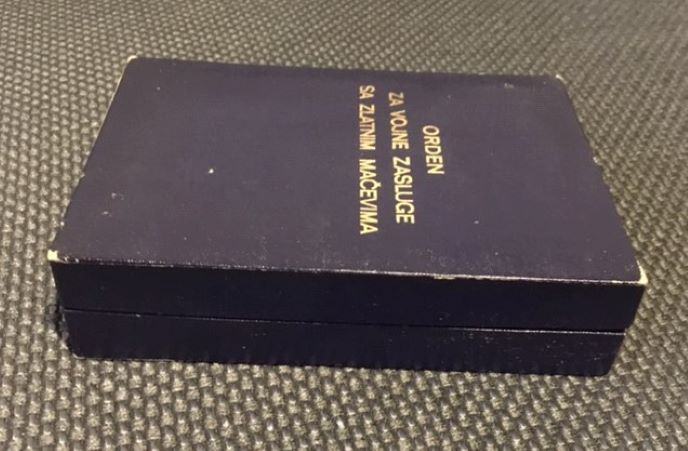 ORDEN
ZA VOJNE ZASLUGE
SA ZLATNIM MAČEVIMA